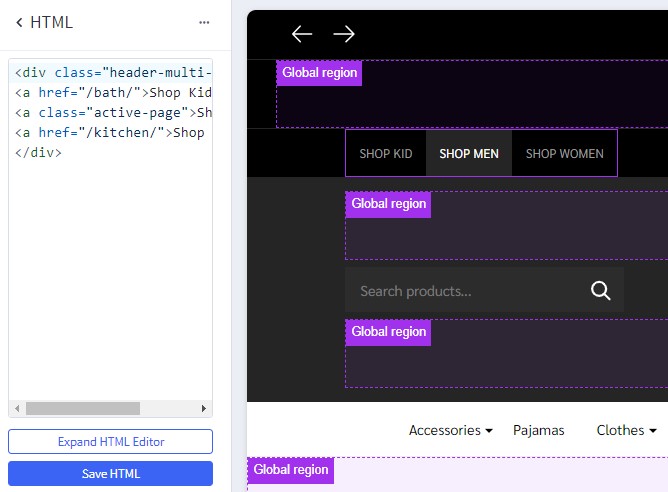 HTML
<div class="header-multi-
<a href="/bath/">Shop Kid
<a class="active-page">Sh
<a href="/kitchen/">Shop
</div>
Expand HTML Editor
Save HTML
Global region
SHOP KID SHOP MEN SHOP WOMEN
Global region
Search products...
Global region
Accessories Pajamas Clothes
Global region